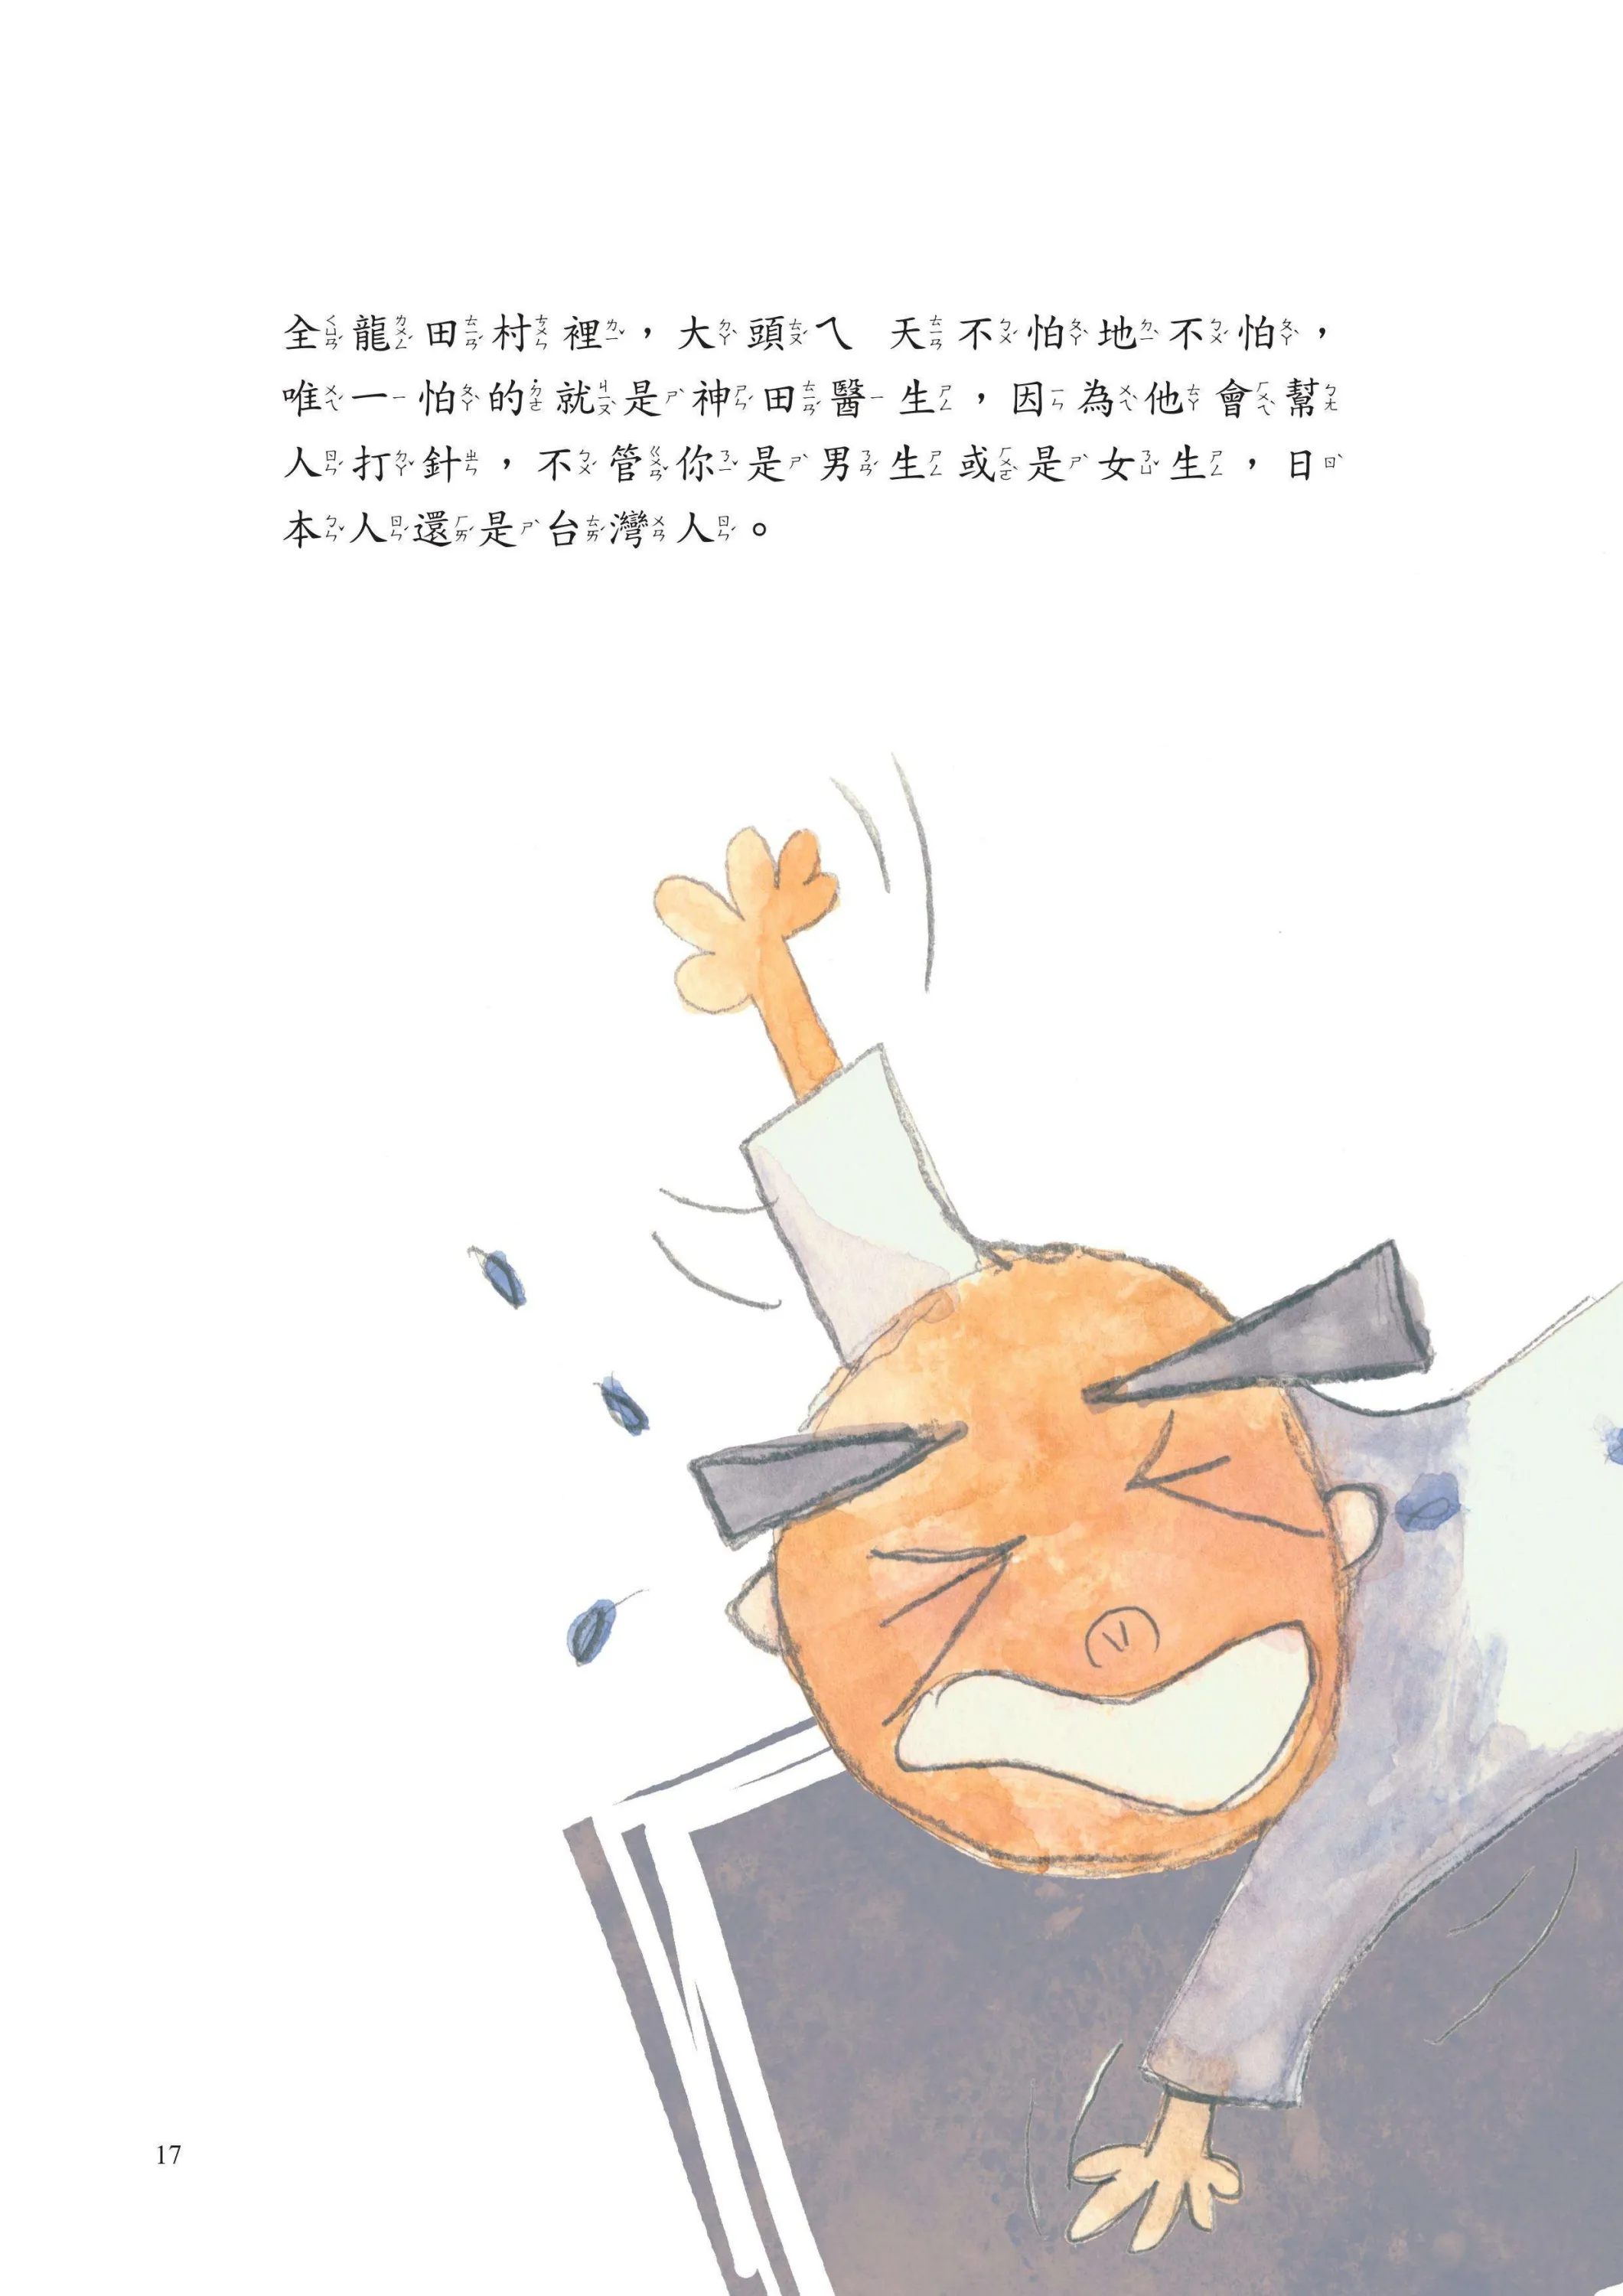 全龍田村裡，大頭ㄟ 天不怕地不怕，
唯一怕的就是神田醫生，因為他會幫
人打針，不管你是男生或是女生，日
本人還是台灣人。
17